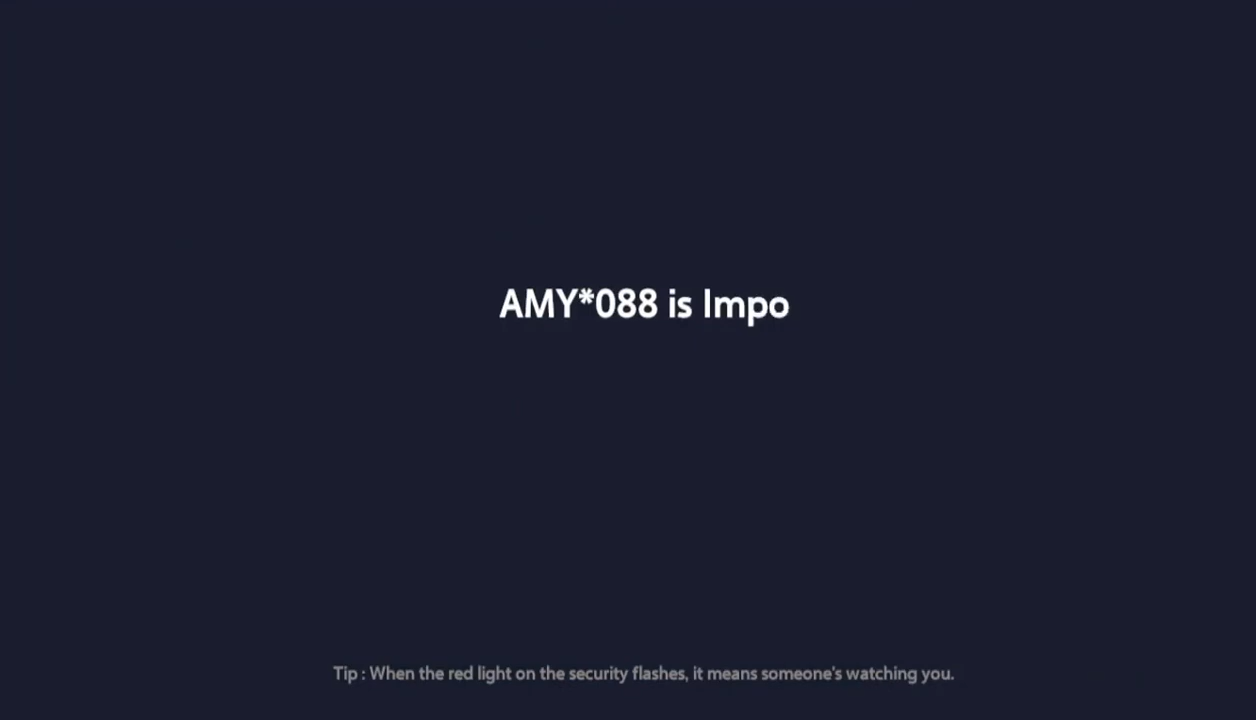 AMY*088 is Impo
Tip : When the red light on the security flashes, it means someone's watching you.